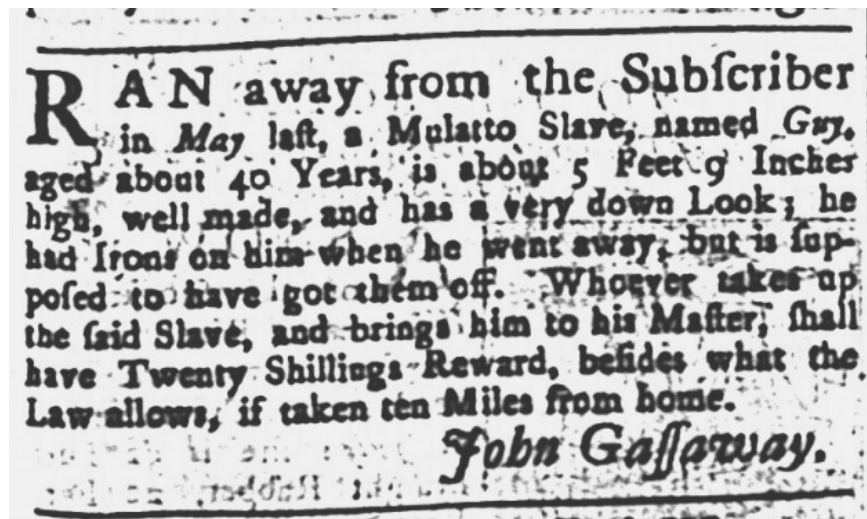 RAN away from the Subſcriber
in May laſt, a Mulatto Slave, named Guy,
aged about 40 Years, is about 5 Feet 9 Inches
high, well made, and has a very down Look; he
had Irons on him when he went away, but is ſup-
poſed to have got them off. Whoever takes up
the ſaid Slave, and brings him to his Maſter, ſhall
have Twenty Shillings Reward, beſides what the
Law allows, if taken ten Miles from home.
John Gaſſaway.